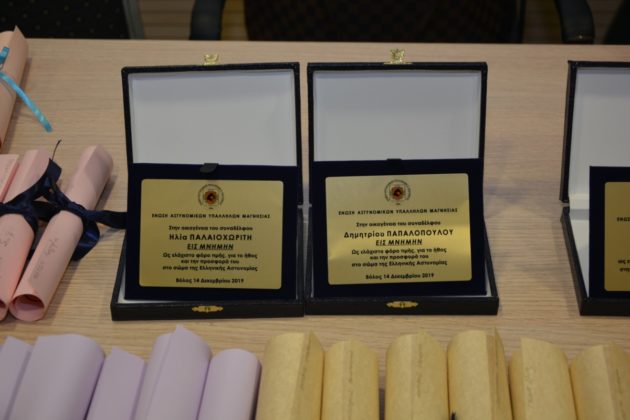 ΕΝΩΣΗ ΑΣΤΥΝΟΜΙΚΩΝ ΥΠΑΛΛΗΛΩΝ ΜΑΓΝΗΣΙΑΣ
Στην οικογένεια του συναδέλφου
Ηλία ΠΑΛΑΙΟΧΩΡΙΤΗ
ΕΙΣ ΜΝΗΜΗΝ
Ως ελάχιστο φόρο τιμής, για το ήθος
και την προσφορά του
στο σώμα της Ελληνικής Αστυνομίας
Βόλος 14 Δεκεμβρίου 2019
ΕΝΩΣΗ ΑΣΤΥΝΟΜΙΚΩΝ ΥΠΑΛΛΗΛΩΝ ΜΑΓΝΗΣΙΑΣ
Στην οικογένεια του συναδέλφου
Δημητρίου ΠΑΠΑΛΟΠΟΥΛΟΥ
ΕΙΣ ΜΝΗΜΗΝ
Ως ελάχιστο φόρο τιμής, για το ήθος
και την προσφορά του
στο σώμα της Ελληνικής Αστυνομίας
Βόλος 14 Δεκεμβρίου 2019